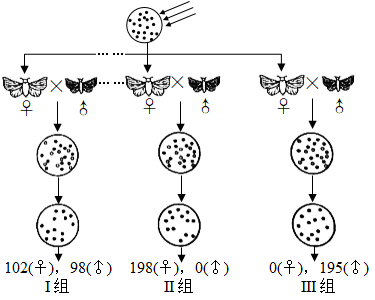 ♀ × ♂ ······ ♀ × ♂ ♀ × ♂
102(♀)，98(♂) 198(♀)，0(♂) 0(♀)，195(♂)
Ⅰ组 Ⅱ组 Ⅲ组